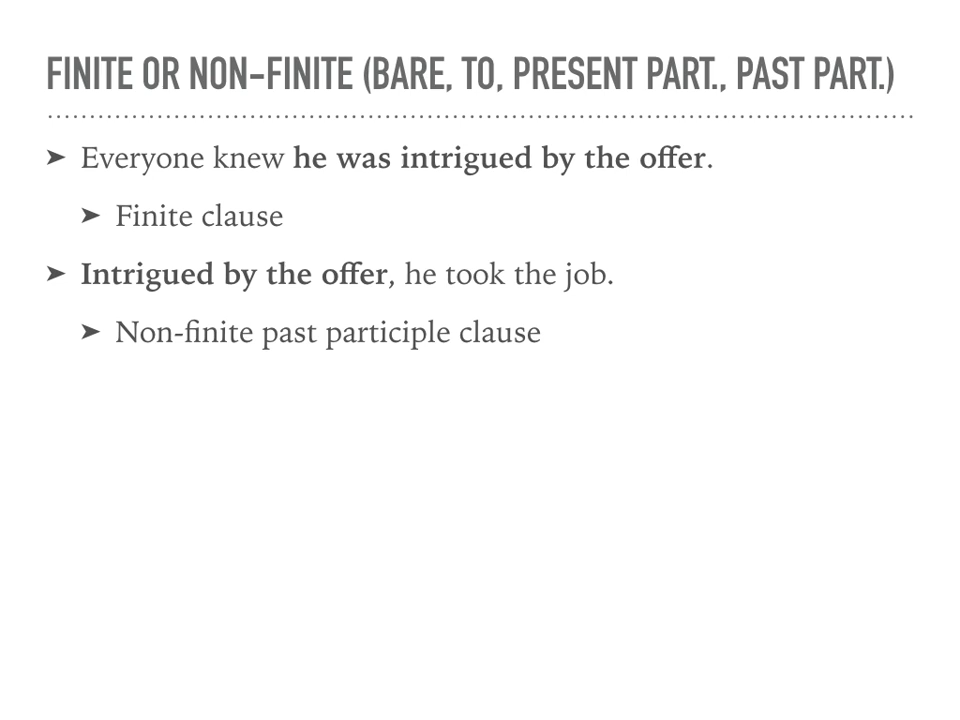 FINITE OR NON-FINITE (BARE, TO, PRESENT PART., PAST PART.)
➤ Everyone knew he was intrigued by the offer.
➤ Finite clause
➤ Intrigued by the offer, he took the job.
➤ Non-finite past participle clause